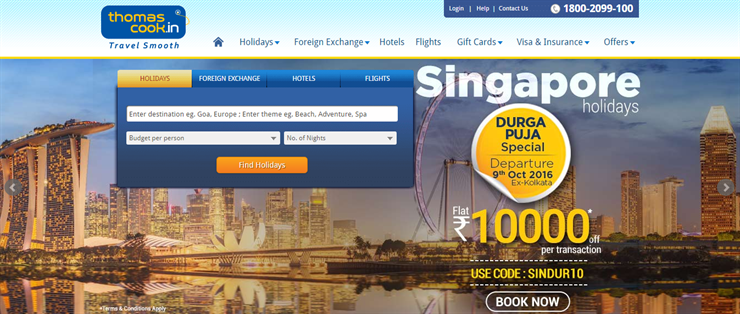 thomas
cook.in
Travel Smooth
Login | Help | Contact Us
1800-2099-100
Holidays Foreign Exchange Hotels Flights Gift Cards Visa & Insurance Offers
HOLIDAYS FOREIGN EXCHANGE HOTELS FLIGHTS
Enter destination eg. Goa, Europe ; Enter theme eg. Beach, Adventure, Spa
Budget per person No. of Nights
Find Holidays
Singapore
holidays
DURGA
PUJA
Special
Departure
9th Oct 2016
Ex-Kolkata
Flat
₹10000* off
per transaction
USE CODE : SINDUR10
BOOK NOW
*Terms & Conditions Apply